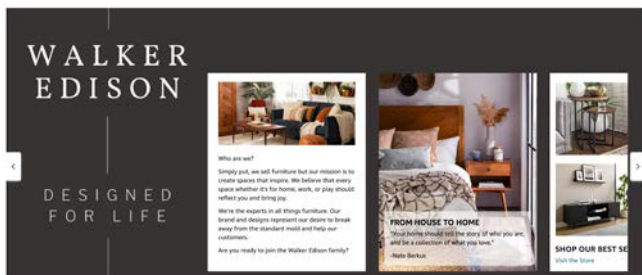 WALKER
EDISON
DESIGNED
FOR LIFE
Who are we?
Simply put, we sell furniture but our mission is to
create spaces that inspire. We believe that every
space whether it's for home, work, or play should
reflect you and bring joy.
We're the experts in all things furniture. Our
brand and designs represent our desire to break
away from the standard mold and help our
customers.
Are you ready to join the Walker Edison family?
FROM HOUSE TO HOME
"Your home should tell the story of who you are,
and be a collection of what you love."
-Nate Berkus
SHOP OUR BEST SE
Visit the Store